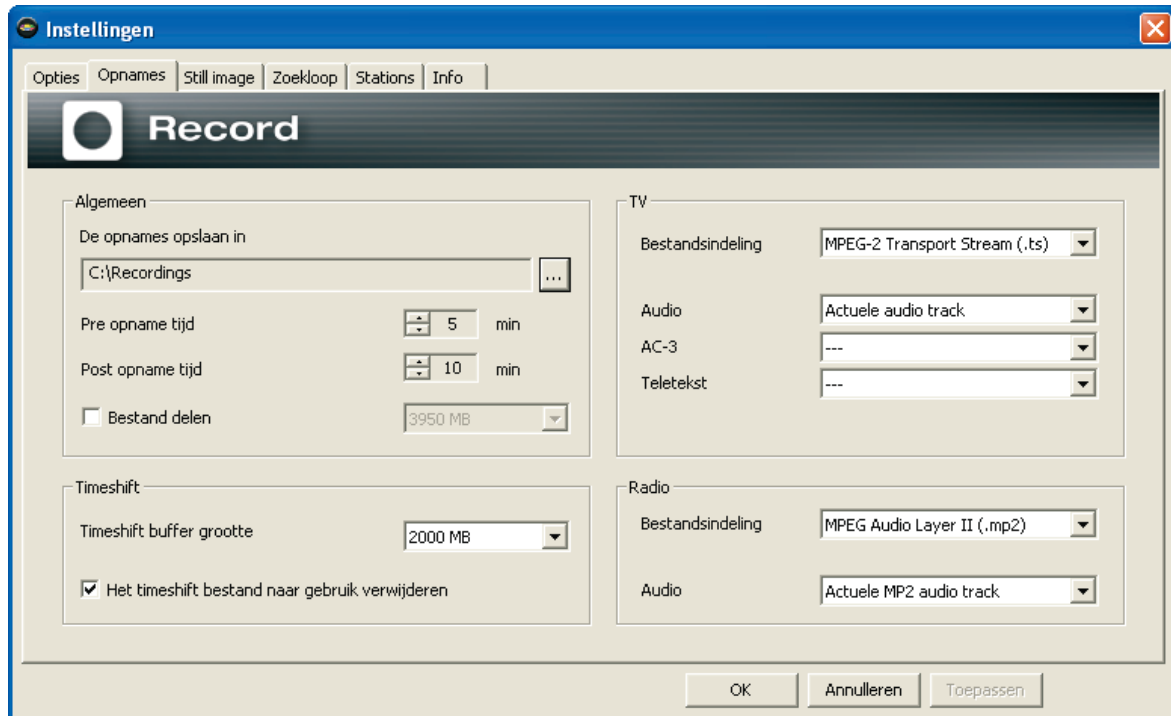 Instellingen
Opties Opnames Still image Zoekloop Stations Info
Record
Algemeen
De opnames opslaan in
C:\Recordings ...
Pre opname tijd 5 min
Post opname tijd 10 min
Bestand delen 3950 MB
TV
Bestandsindeling MPEG-2 Transport Stream (.ts)
Audio Actuele audio track
AC-3 ---
Teletekst ---
Timeshift
Timeshift buffer grootte 2000 MB
Het timeshift bestand naar gebruik verwijderen
Radio
Bestandsindeling MPEG Audio Layer II (.mp2)
Audio Actuele MP2 audio track
OK Annulleren Toepassen